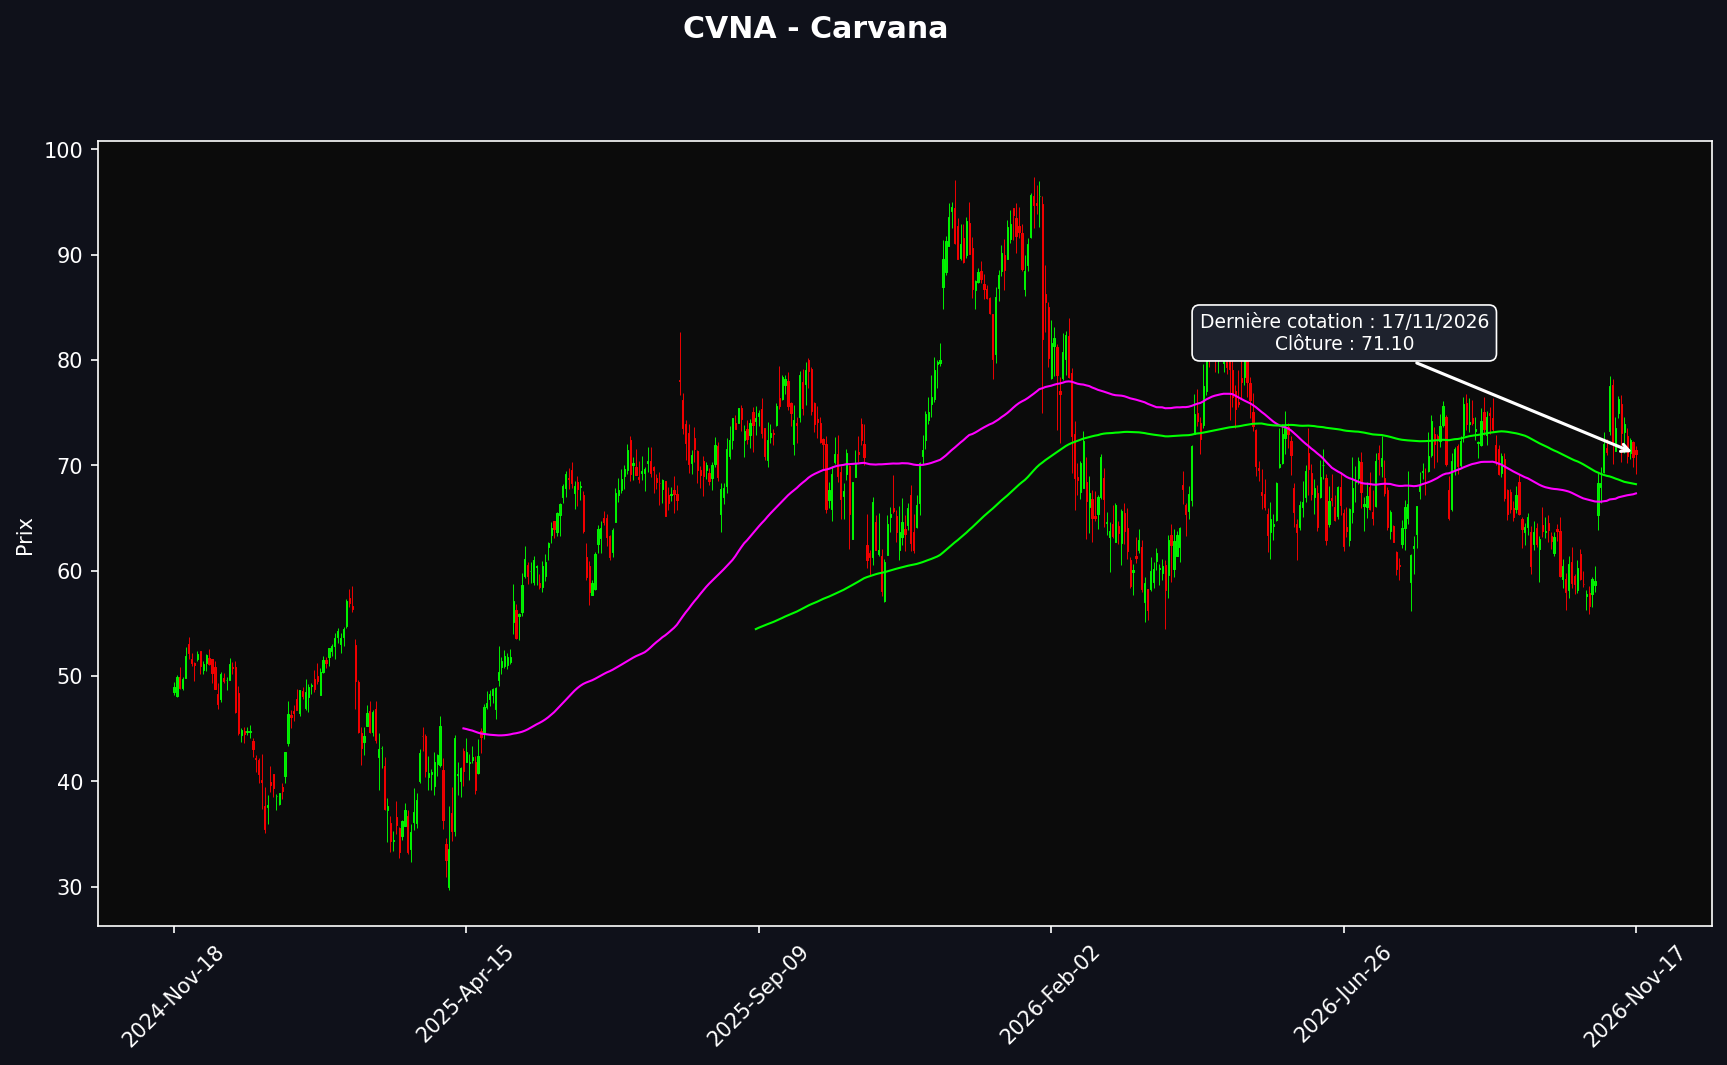 CVNA - Carvana
100
90
80
70
60
50
40
30
Prix
Dernière cotation : 17/11/2026
Clôture : 71.10
2024-Nov-18
2025-Apr-15
2025-Sep-09
2026-Feb-02
2026-Jun-26
2026-Nov-17